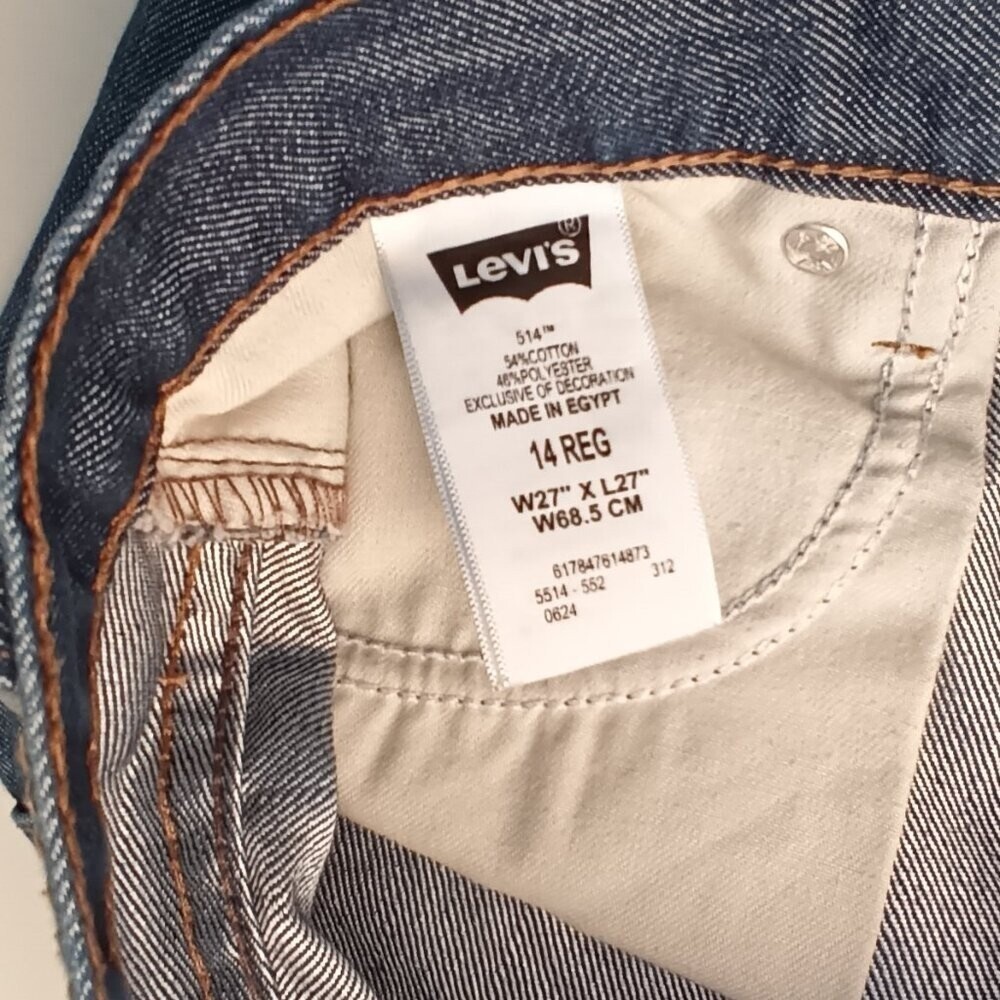 Levi's®
514™
54%COTTON
46%POLYESTER
EXCLUSIVE OF DECORATION
MADE IN EGYPT
14 REG
W27" X L27"
W68.5 CM
617847614873
5514 - 552 312
0624